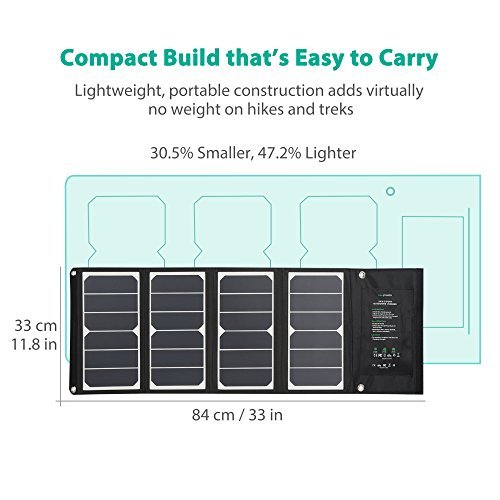 Compact Build that's Easy to Carry
Lightweight, portable construction adds virtually
no weight on hikes and treks
30.5% Smaller, 47.2% Lighter
33 cm
11.8 in
84 cm / 33 in